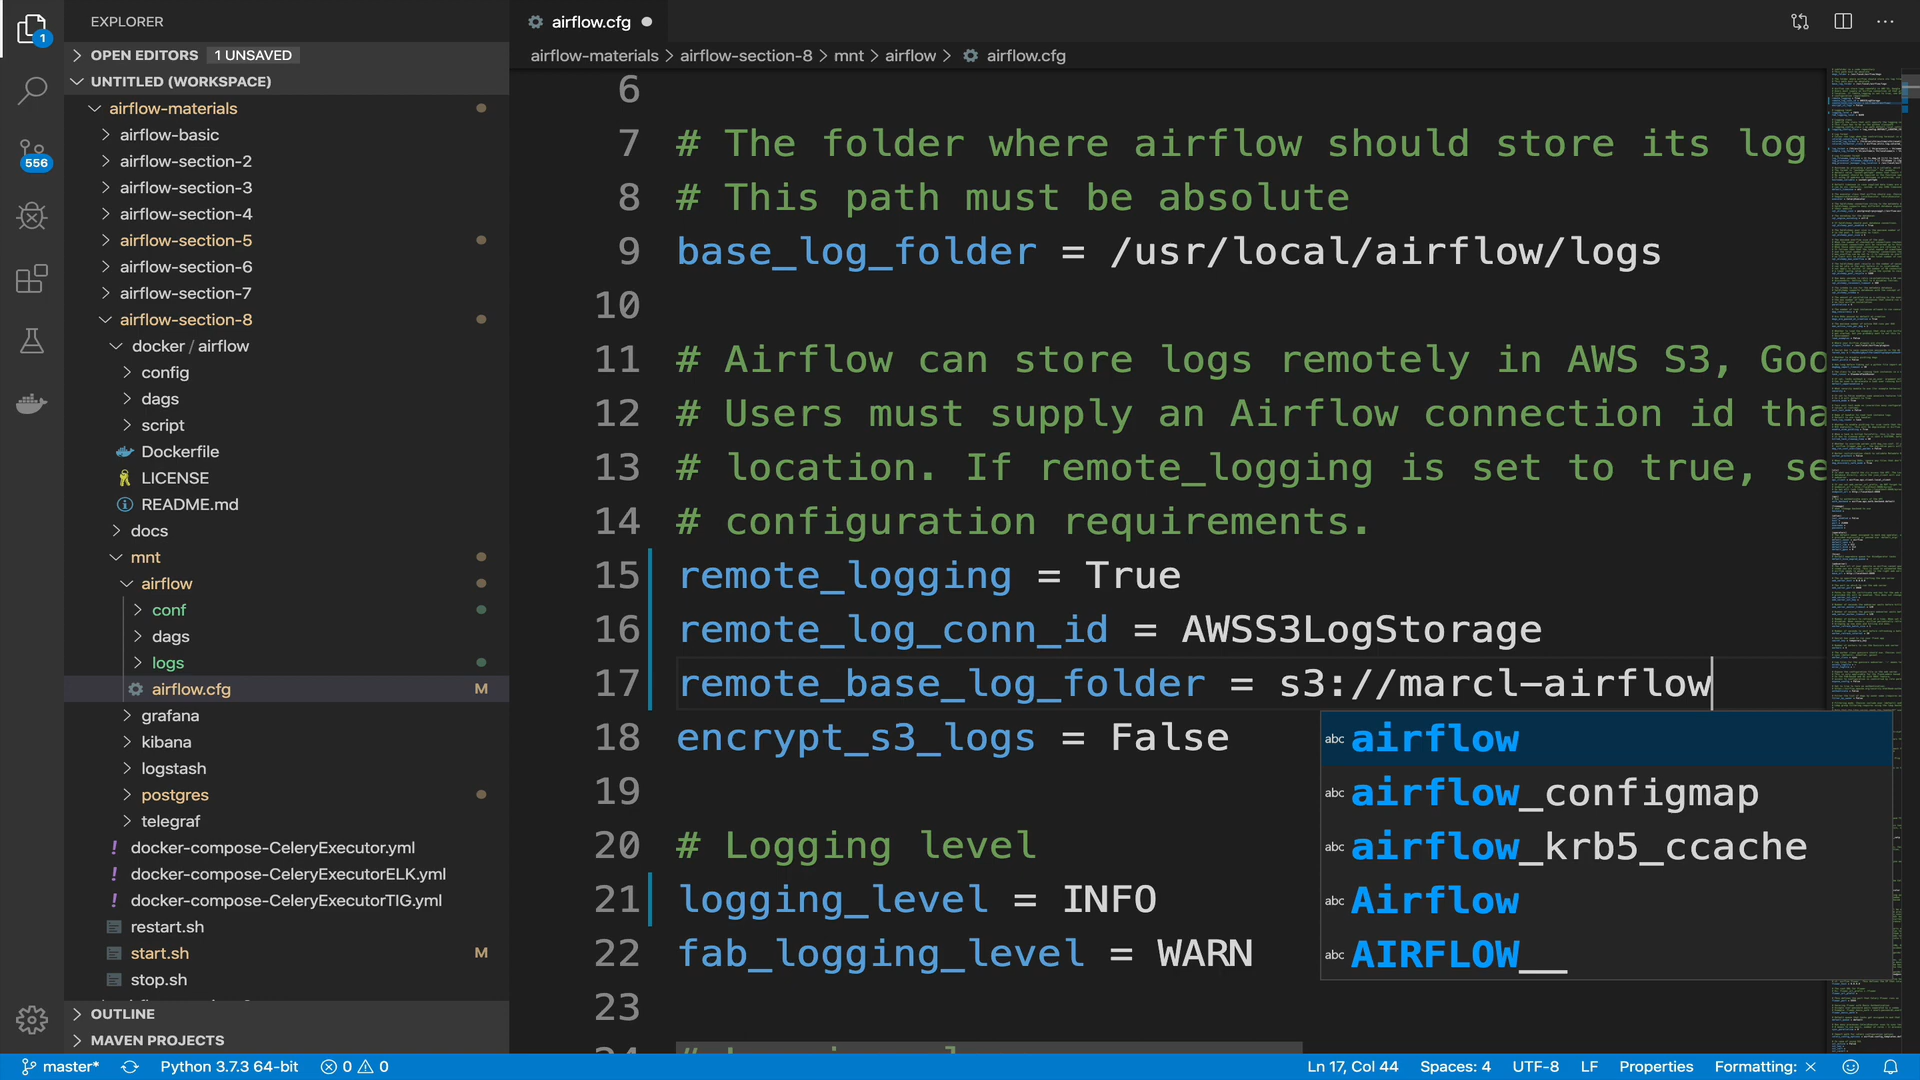 EXPLORER
OPEN EDITORS 1 UNSAVED
UNTITLED (WORKSPACE)
airflow-materials
airflow-basic
airflow-section-2
airflow-section-3
airflow-section-4
airflow-section-5
airflow-section-6
airflow-section-7
airflow-section-8
docker / airflow
config
dags
script
Dockerfile
LICENSE
README.md
docs
mnt
airflow
conf
dags
logs
airflow.cfg M
grafana
kibana
logstash
postgres
telegraf
! docker-compose-CeleryExecutor.yml
! docker-compose-CeleryExecutorELK.yml
! docker-compose-CeleryExecutorTIG.yml
restart.sh
start.sh M
stop.sh
OUTLINE
MAVEN PROJECTS
1
556
airflow.cfg
airflow-materials > airflow-section-8 > mnt > airflow > airflow.cfg
6
7 # The folder where airflow should store its log
8 # This path must be absolute
9 base_log_folder = /usr/local/airflow/logs
10
11 # Airflow can store logs remotely in AWS S3, Goo
12 # Users must supply an Airflow connection id tha
13 # location. If remote_logging is set to true, se
14 # configuration requirements.
15 remote_logging = True
16 remote_log_conn_id = AWSS3LogStorage
17 remote_base_log_folder = s3://marcl-airflow
18 encrypt_s3_logs = False
19
20 # Logging level
21 logging_level = INFO
22 fab_logging_level = WARN
23
abc airflow
abc airflow_configmap
abc airflow_krb5_ccache
abc Airflow
abc AIRFLOW__
master* Python 3.7.3 64-bit 0 0 Ln 17, Col 44 Spaces: 4 UTF-8 LF Properties Formatting: ×